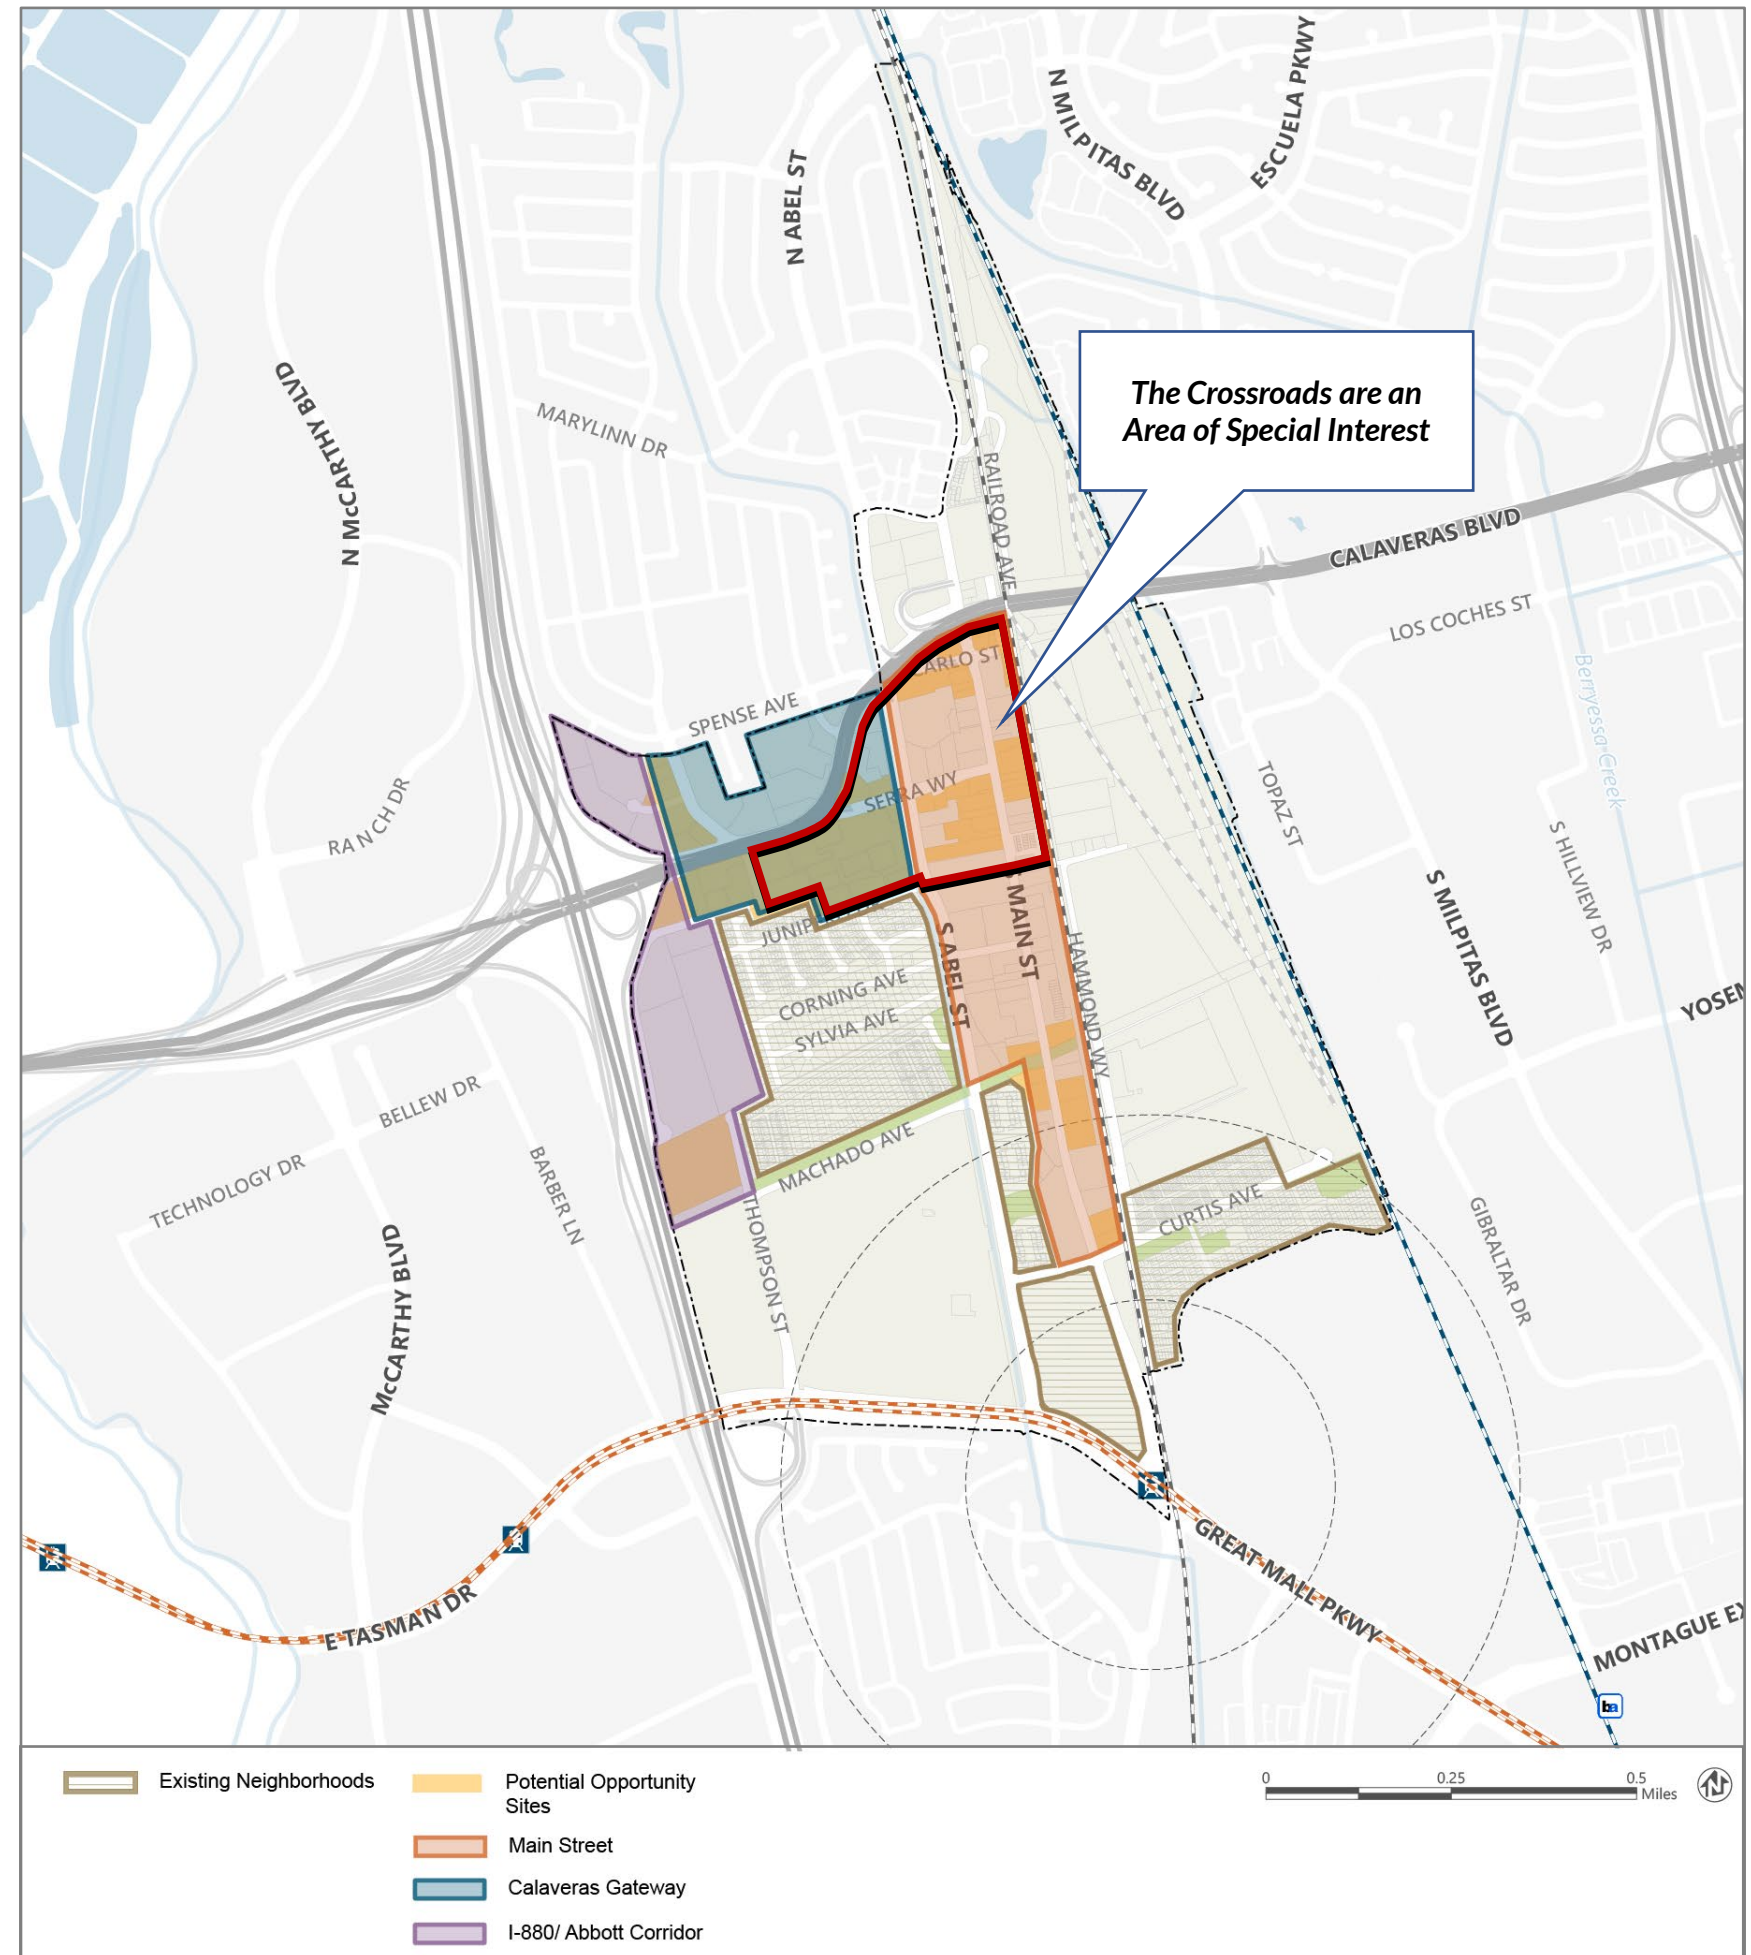 N MILPITAS BLVD
ESCUELA PKWY
N ABEL ST
The Crossroads are an
Area of Special Interest
N McCARTHY BLVD
MARYLINN DR
RAILROAD AVE
CALAVERAS BLVD
LOS COCHES ST
CARLO ST
Berryessa Creek
SPENSE AVE
SERRA WY
RANCH DR
TOPAZ ST
S HILLVIEW DR
S MILPITAS BLVD
S MAIN ST
JUNIP
S ABEL ST
HAMMOND WY
CORNING AVE
SYLVIA AVE
YOSEM
BELLEW DR
MACHADO AVE
TECHNOLOGY DR
BARBER LN
CURTIS AVE
THOMPSON ST
GIBRALTAR DR
McCARTHY BLVD
GREAT MALL PKWY
E TASMAN DR
MONTAGUE EX
ba
Existing Neighborhoods
Potential Opportunity
Sites
Main Street
Calaveras Gateway
I-880/ Abbott Corridor
0 0.25 0.5
Miles
N